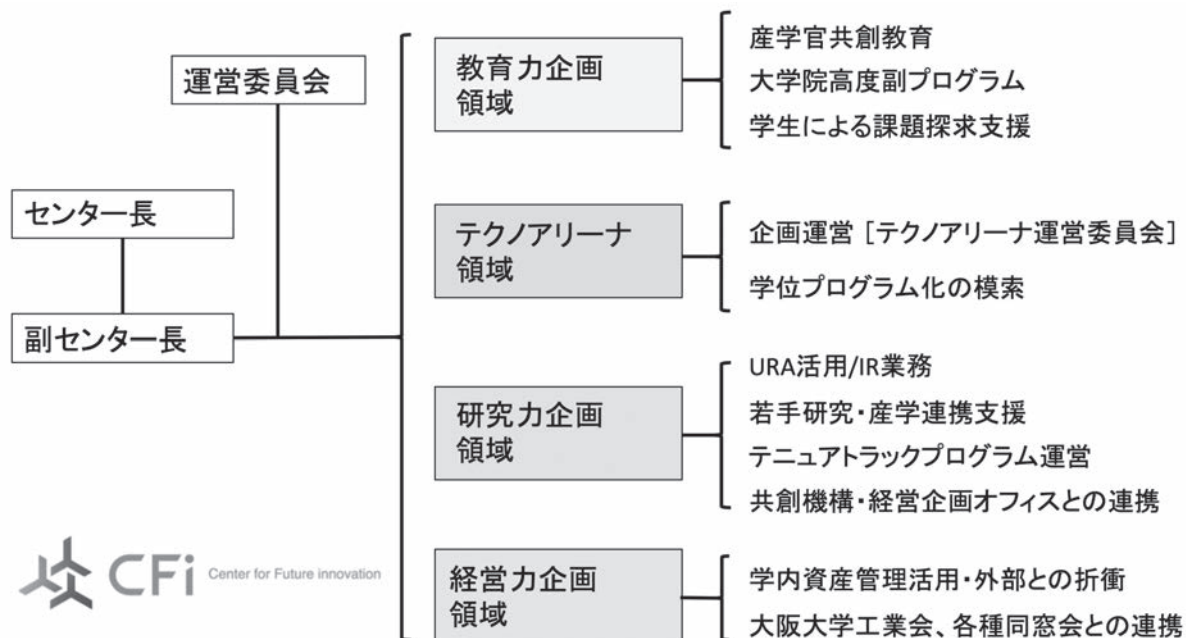 運営委員会
センター長
副センター長
教育力企画
領域
産学官共創教育
大学院高度副プログラム
学生による課題探求支援
テクノアリーナ
領域
企画運営［テクノアリーナ運営委員会］
学位プログラム化の模索
研究力企画
領域
URA活用/IR業務
若手研究・産学連携支援
テニュアトラックプログラム運営
共創機構・経営企画オフィスとの連携
経営力企画
領域
学内資産管理活用・外部との折衝
大阪大学工業会、各種同窓会との連携
CFi Center for Future innovation